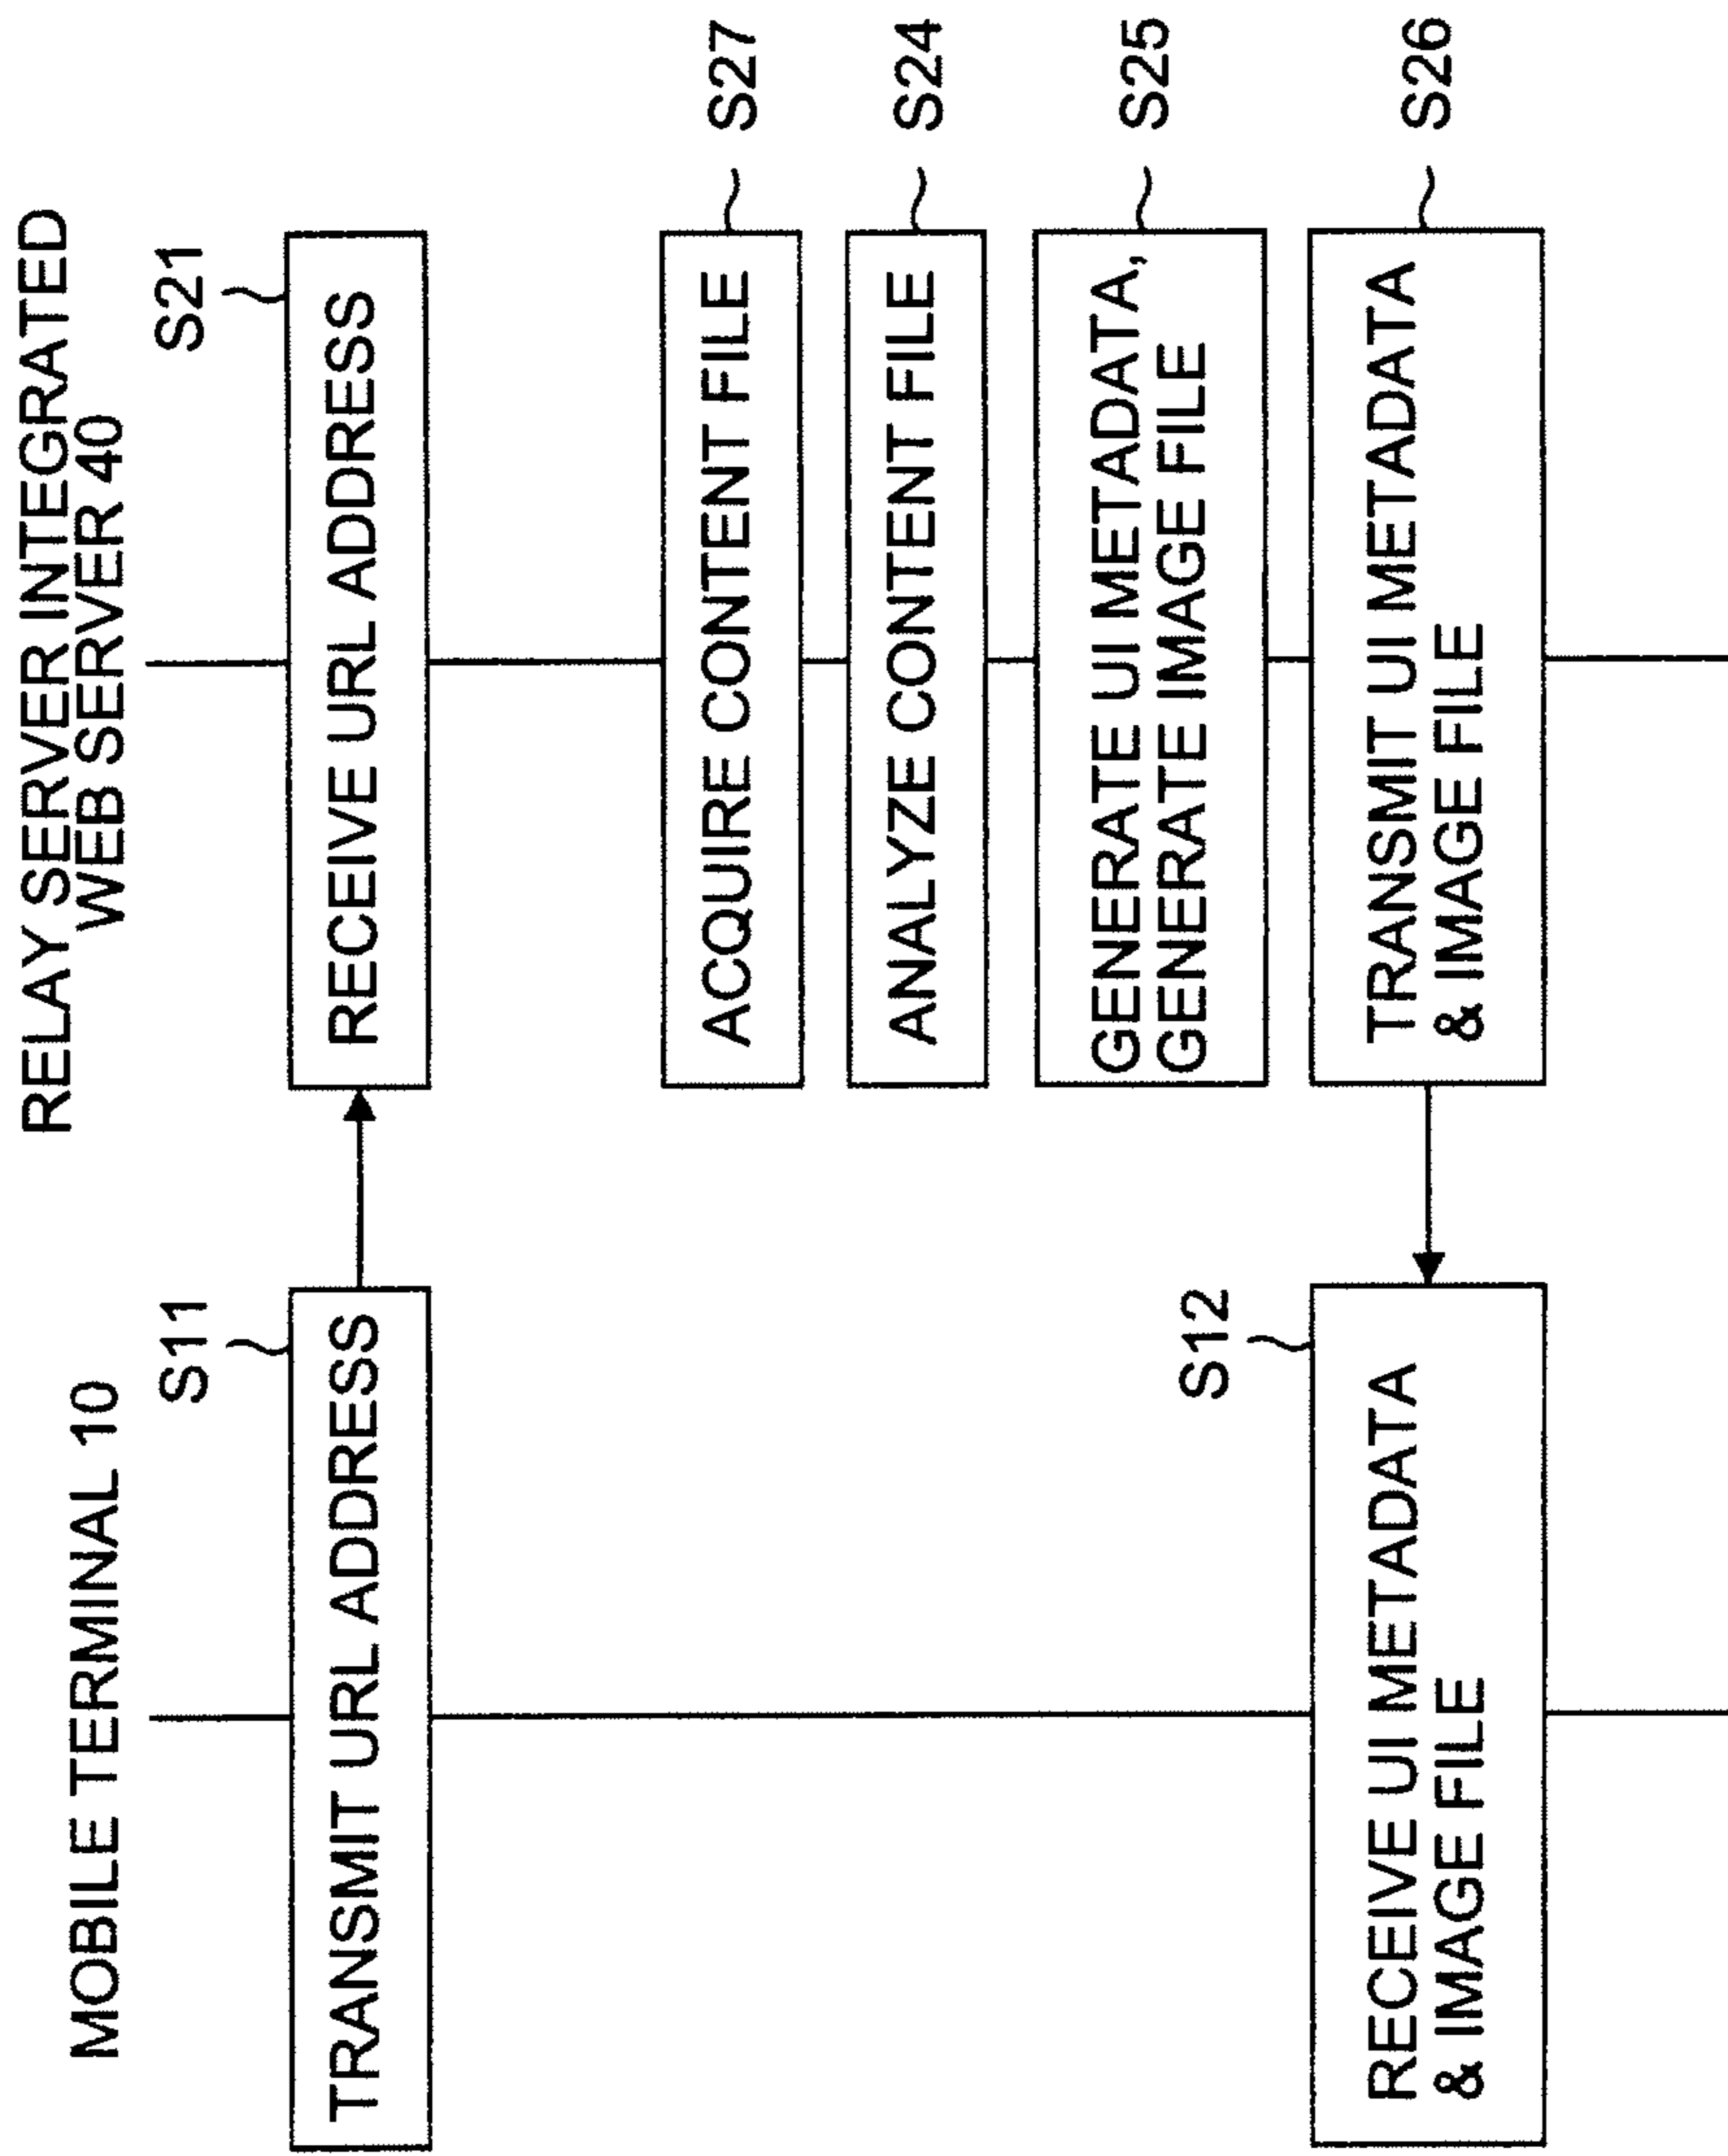 MOBILE TERMINAL 10
RELAY SERVER INTEGRATED
WEB SERVER 40
S11
TRANSMIT URL ADDRESS
S21
RECEIVE URL ADDRESS
ACQUIRE CONTENT FILE
S27
ANALYZE CONTENT FILE
S24
GENERATE UI METADATA,
GENERATE IMAGE FILE
S25
S12
RECEIVE UI METADATA
& IMAGE FILE
TRANSMIT UI METADATA
& IMAGE FILE
S26